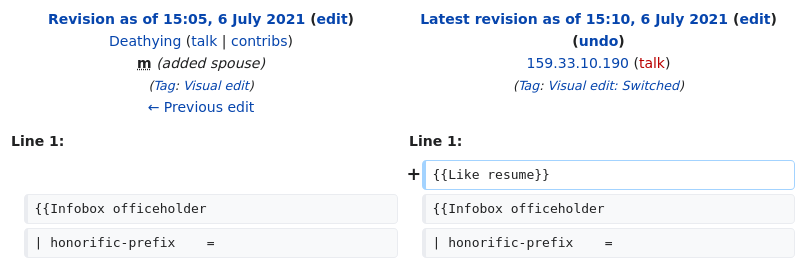 Revision as of 15:05, 6 July 2021 (edit)
Deathying (talk | contribs)
m (added spouse)
(Tag: Visual edit)
← Previous edit
Latest revision as of 15:10, 6 July 2021 (edit)
(undo)
159.33.10.190 (talk)
(Tag: Visual edit: Switched)
Line 1:
Line 1:
+ {{Like resume}}
{{Infobox officeholder
{{Infobox officeholder
| honorific-prefix    =
| honorific-prefix    =